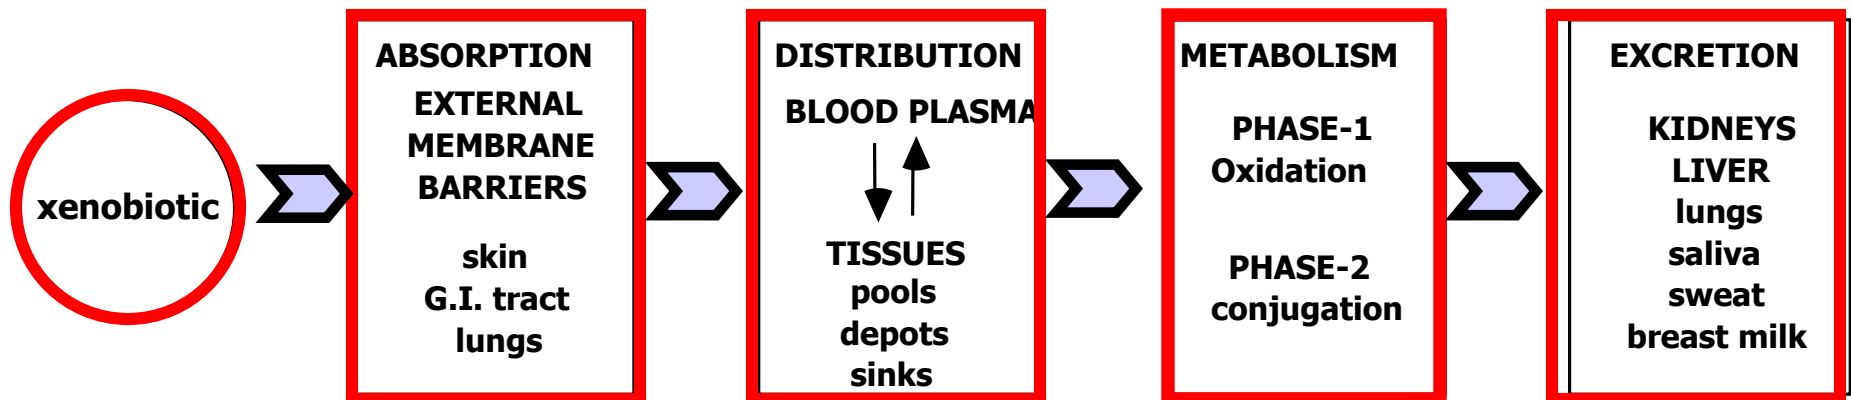 xenobiotic
ABSORPTION
EXTERNAL
MEMBRANE
BARRIERS
skin
G.I. tract
lungs
DISTRIBUTION
BLOOD PLASMA
TISSUES
pools
depots
sinks
METABOLISM
PHASE-1
Oxidation
PHASE-2
conjugation
EXCRETION
KIDNEYS
LIVER
lungs
saliva
sweat
breast milk